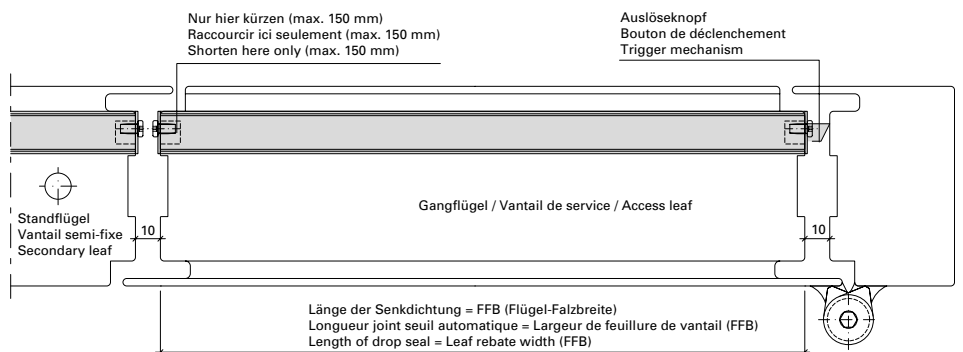 Nur hier kürzen (max. 150 mm)
Raccourcir ici seulement (max. 150 mm)
Shorten here only (max. 150 mm)
Auslöseknopf
Bouton de déclenchement
Trigger mechanism
Gangflügel / Vantail de service / Access leaf
Standflügel
Vantail semi-fixe
Secondary leaf
10
10
Länge der Senkdichtung = FFB (Flügel-Falzbreite)
Longueur joint seuil automatique = Largeur de feuillure de vantail (FFB)
Length of drop seal = Leaf rebate width (FFB)